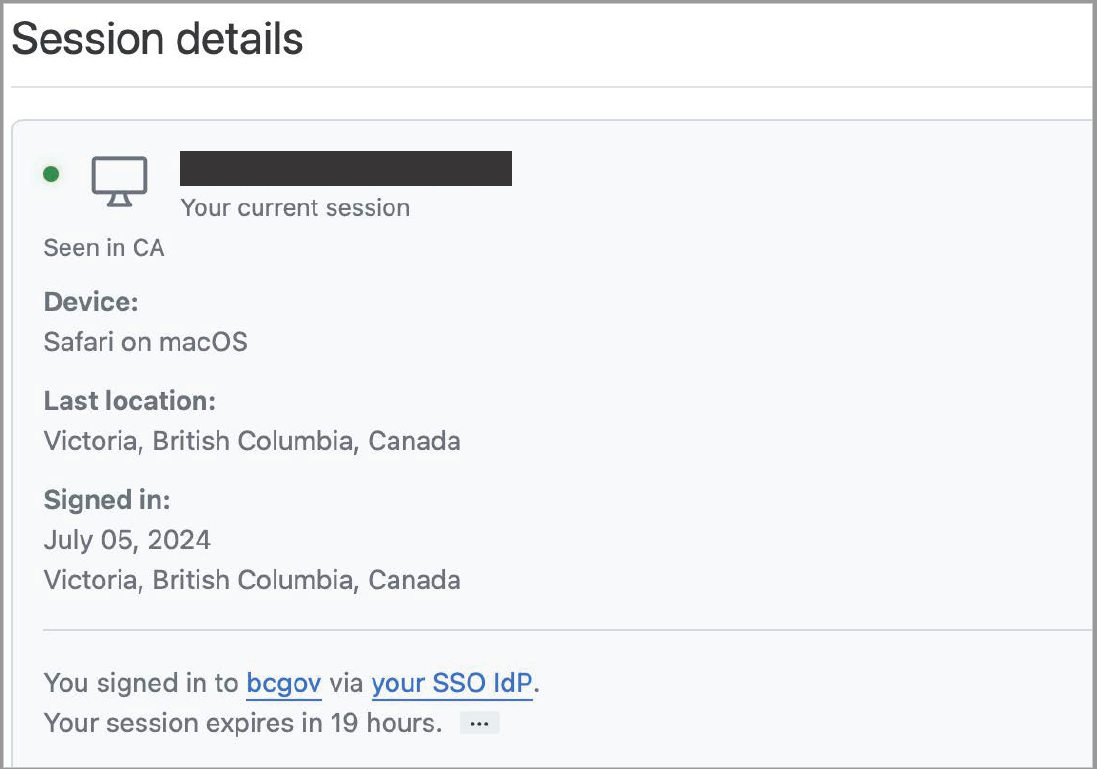 Session details
Your current session
Seen in CA
Device:
Safari on macOS
Last location:
Victoria, British Columbia, Canada
Signed in:
July 05, 2024
Victoria, British Columbia, Canada
You signed in to bcgov via your SSO IdP.
Your session expires in 19 hours. ...